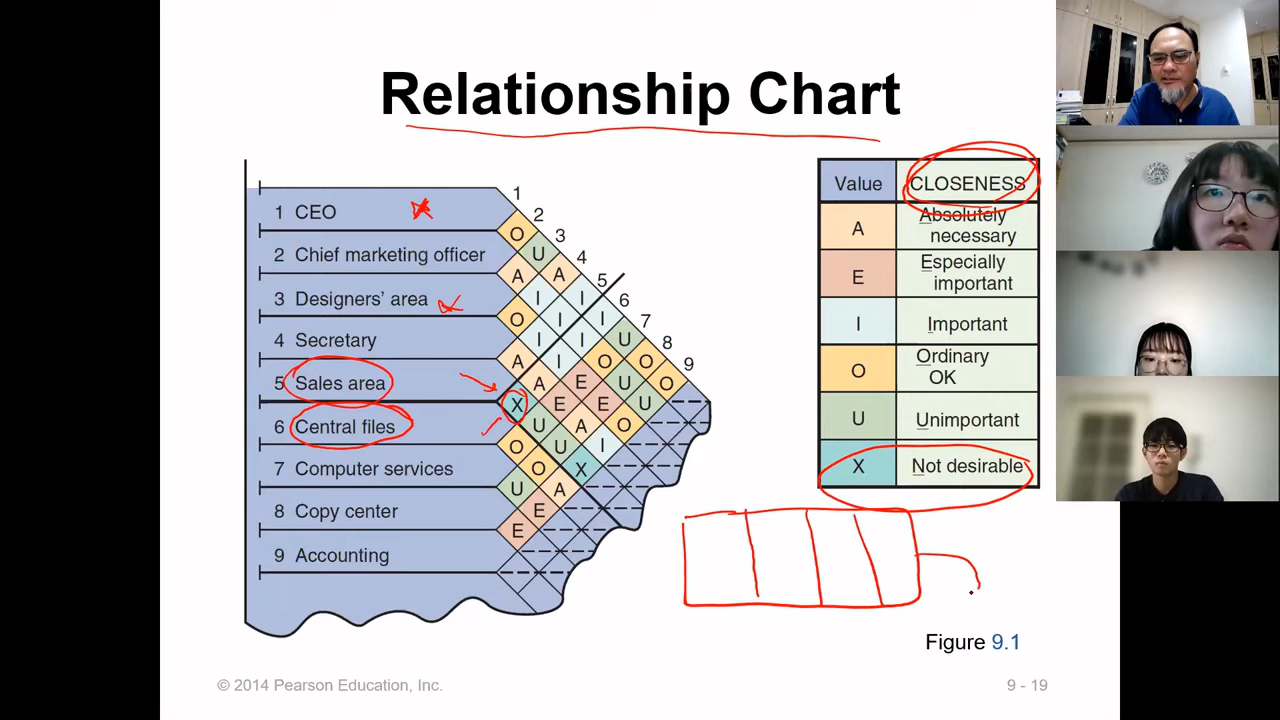 Relationship Chart
1
1 CEO
2
O 3
2 Chief marketing officer
U 4
A A 5
3 Designers' area
I I 6
O I I 7
4 Secretary
I I U 8
A I O O 9
5 Sales area
A E U O
X E E U
6 Central files
U A O
O U I
7 Computer services
O X
U A
8 Copy center
E
E
9 Accounting
Value CLOSENESS
A Absolutely
necessary
E Especially
important
I Important
O Ordinary
OK
U Unimportant
X Not desirable
Figure 9.1
© 2014 Pearson Education, Inc.
9 - 19